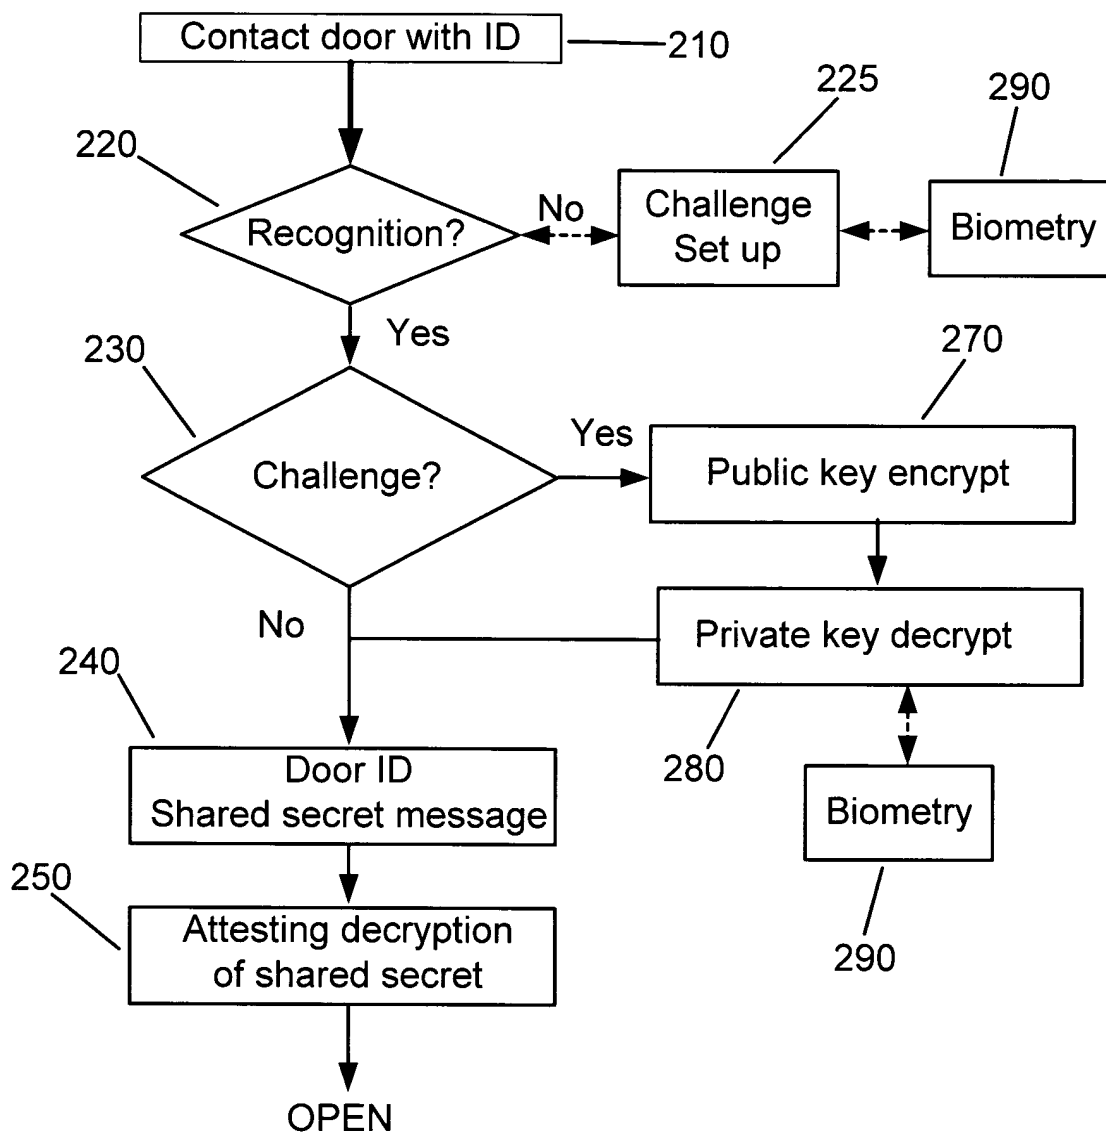 Contact door with ID
210
225
290
220
Recognition?
No
Challenge
Set up
Biometry
Yes
230
270
Challenge?
Yes
Public key encrypt
No
Private key decrypt
240
280
Door ID
Shared secret message
Biometry
250
Attesting decryption
of shared secret
290
OPEN